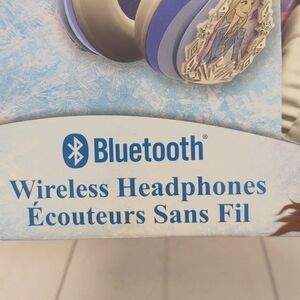 Bluetooth®
Wireless Headphones
Écouteurs Sans Fil